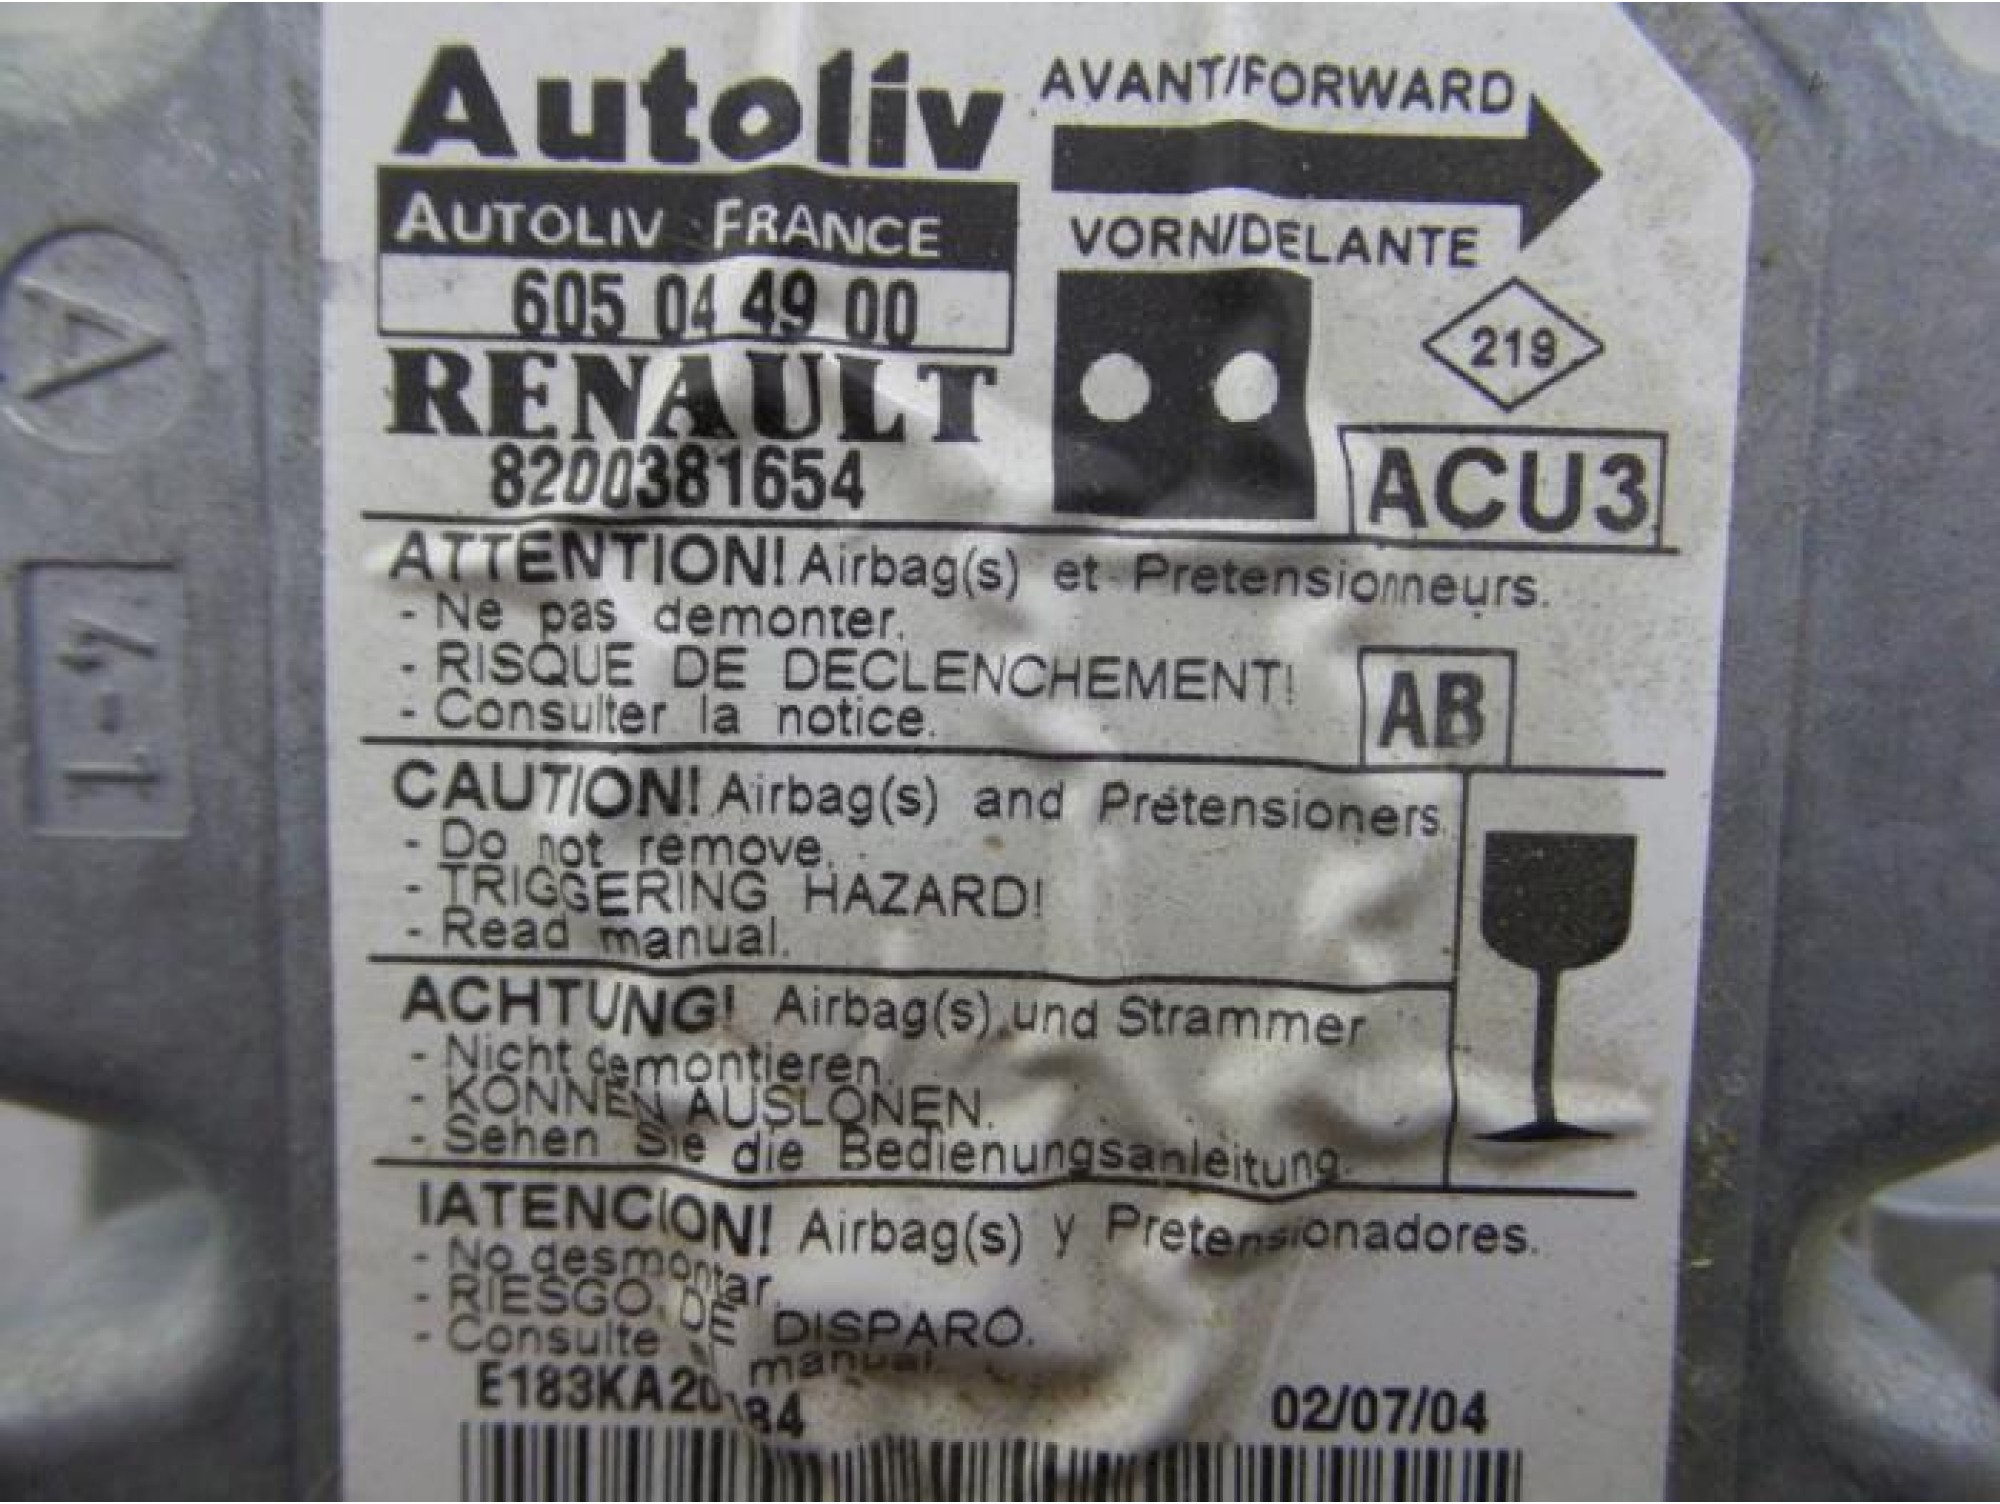 Autoliv
AVANT/FORWARD
AUTOLIV FRANCE
VORN/DELANTE
605 04 49 00
219
RENAULT
8200381654
ACU3
ATTENTION! Airbag(s) et Pretensionneurs.
- Ne pas demonter.
- RISQUE DE DECLENCHEMENT!
- Consulter la notice.
AB
CAUTION! Airbag(s) and Pretensioners.
- Do not remove.
- TRIGGERING HAZARD!
- Read manual.
ACHTUNG! Airbag(s) und Strammer
- Nicht demontieren.
- KONNEN AUSLONEN.
- Sehen Sie die Bedienungsanleitung.
IATENCION! Airbag(s) y Pretensionadores.
- No desmontar
- RIESGO DE DISPARO.
- Consulte el manual.
02/07/04
A
4-1